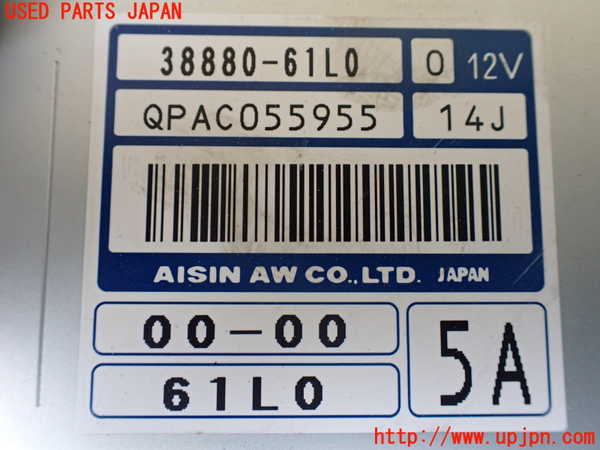 USED PARTS JAPAN
38880-61L0 0 12V
QPAC055955 14J
AISIN AW CO.,LTD. JAPAN
00-00
61L0
5A
http://www.upjpn.com